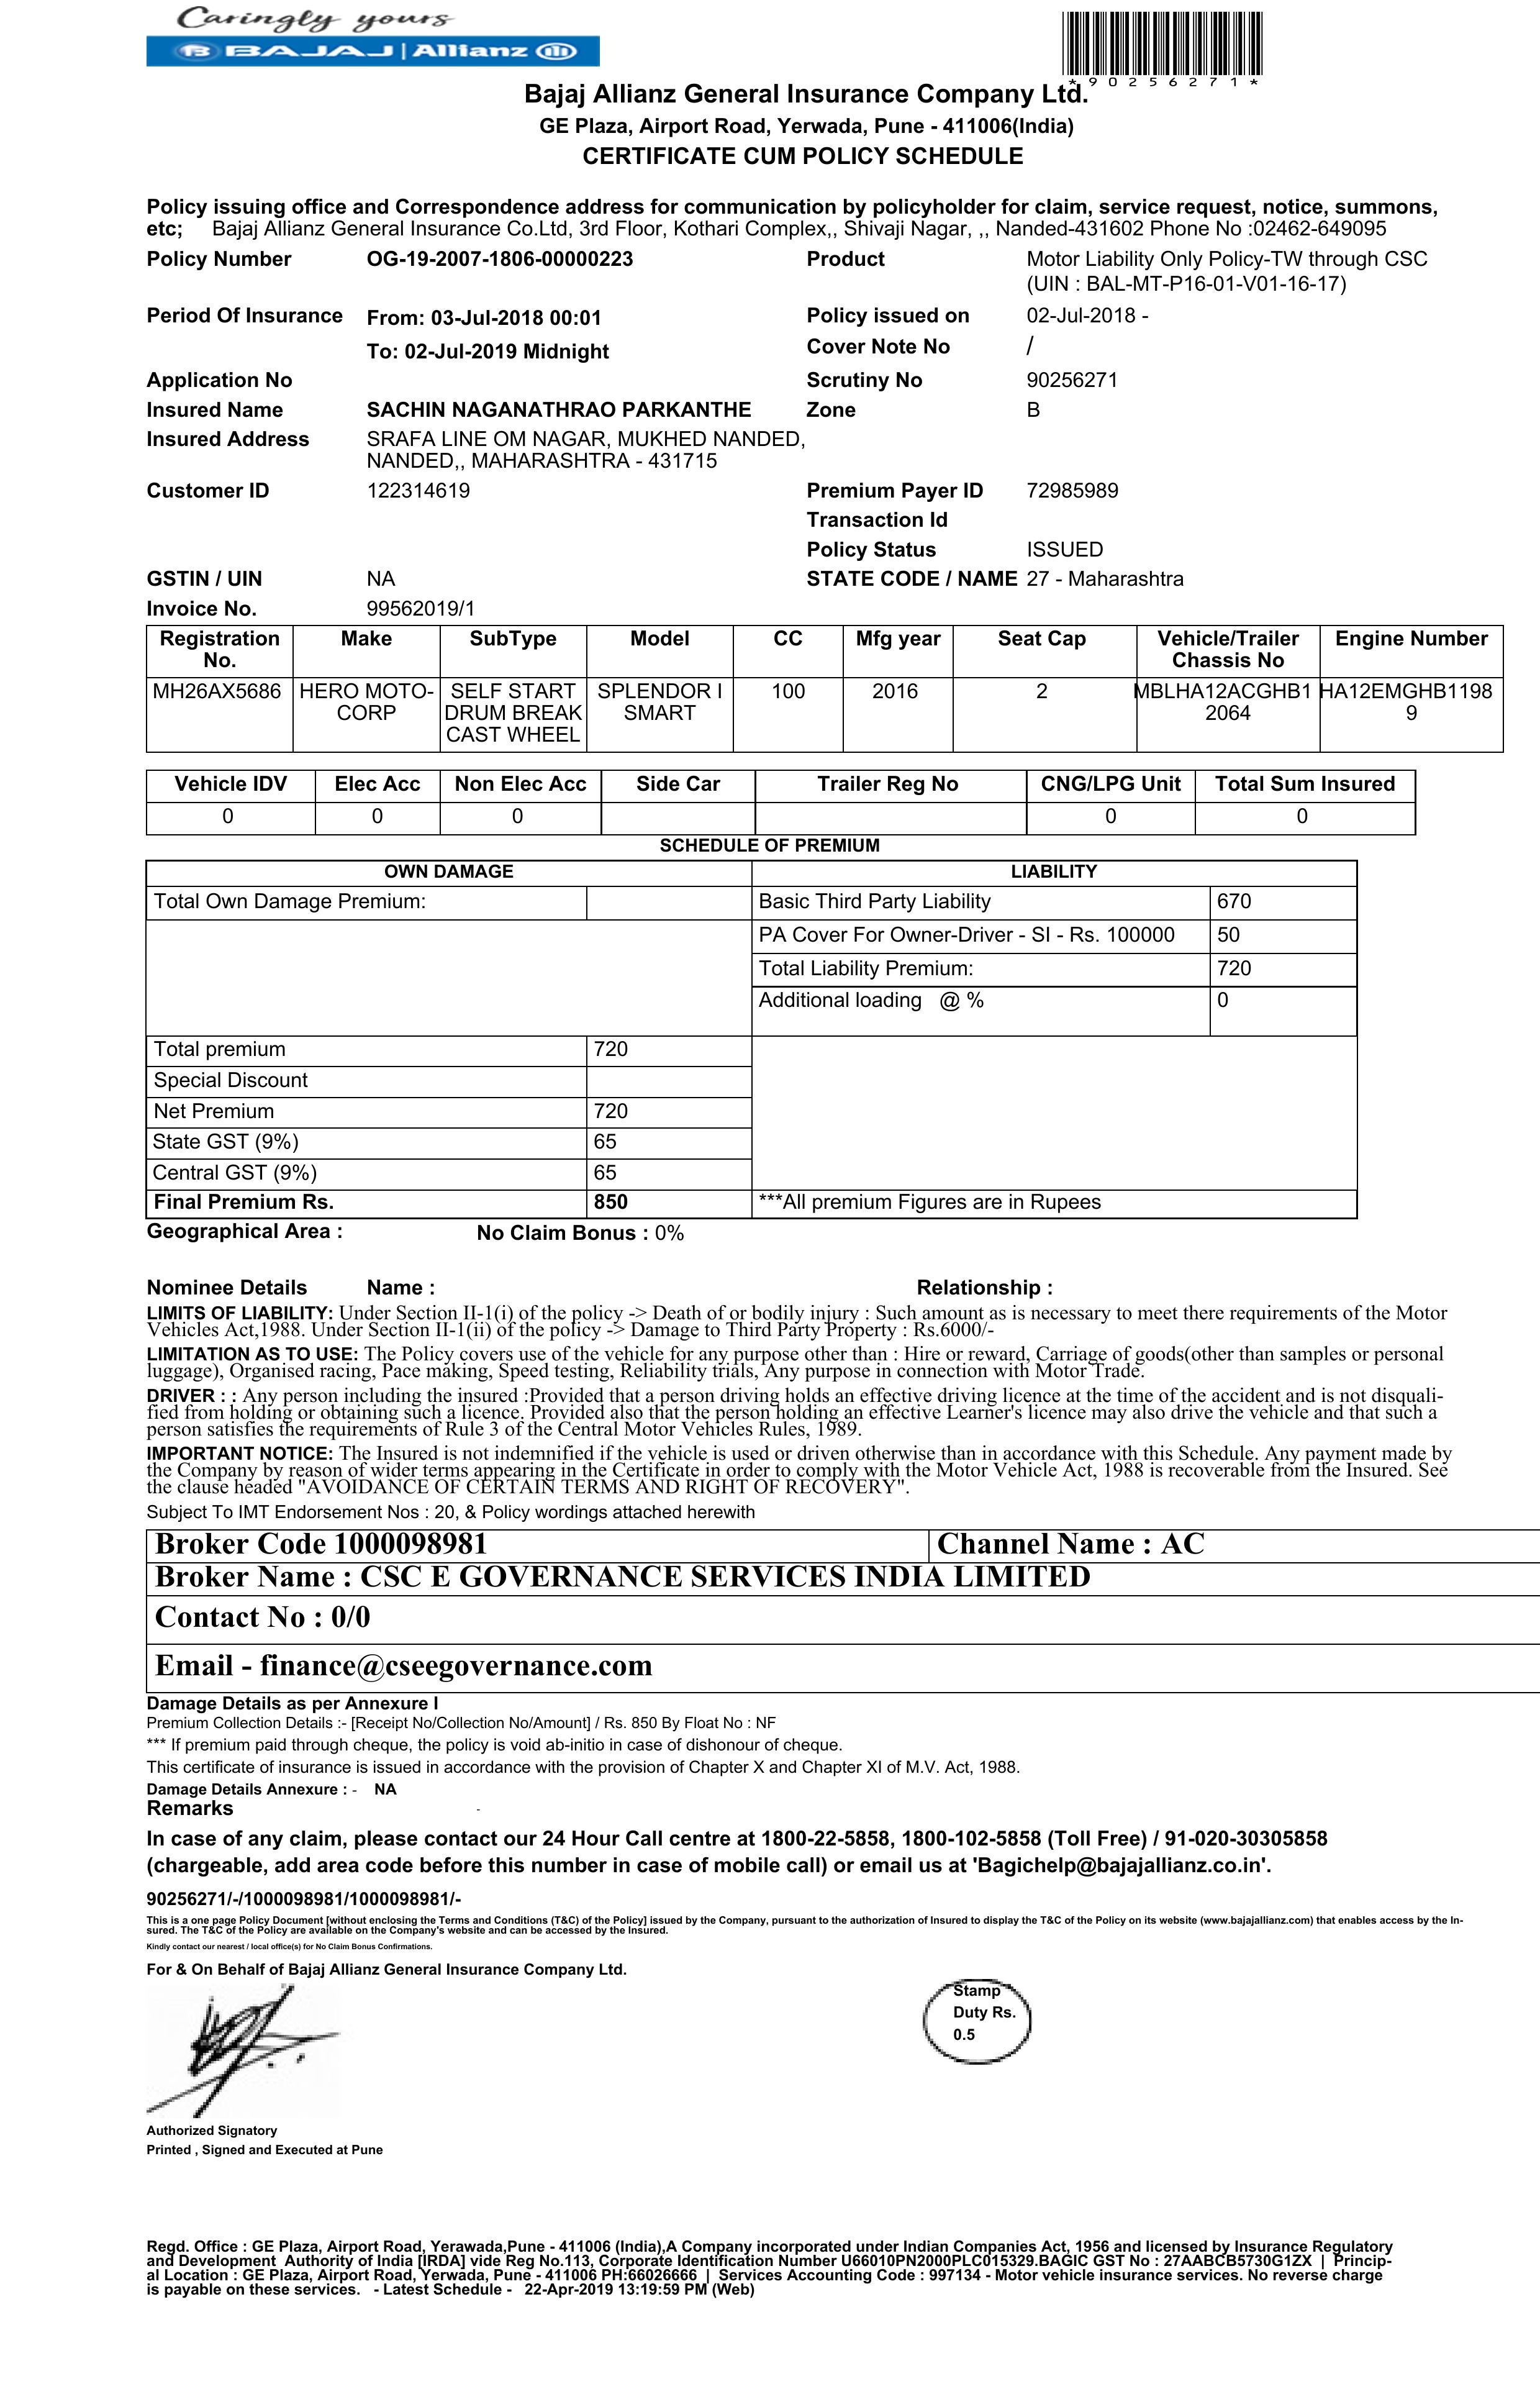 Caringly yours
BAJAJ | Allianz
*90256271*
Bajaj Allianz General Insurance Company Ltd.
GE Plaza, Airport Road, Yerwada, Pune - 411006(India)
CERTIFICATE CUM POLICY SCHEDULE
Policy issuing office and Correspondence address for communication by policyholder for claim, service request, notice, summons,
etc; Bajaj Allianz General Insurance Co.Ltd, 3rd Floor, Kothari Complex,, Shivaji Nagar, ,, Nanded-431602 Phone No :02462-649095
Policy Number OG-19-2007-1806-00000223 Product Motor Liability Only Policy-TW through CSC
(UIN : BAL-MT-P16-01-V01-16-17)
Period Of Insurance From: 03-Jul-2018 00:01 Policy issued on 02-Jul-2018 -
To: 02-Jul-2019 Midnight Cover Note No /
Application No Scrutiny No 90256271
Insured Name SACHIN NAGANATHRAO PARKANTHE Zone B
Insured Address SRAFA LINE OM NAGAR, MUKHED NANDED,
NANDED,, MAHARASHTRA - 431715
Customer ID 122314619 Premium Payer ID 72985989
Transaction Id
Policy Status ISSUED
GSTIN / UIN NA STATE CODE / NAME 27 - Maharashtra
Invoice No. 99562019/1
Registration Make SubType Model CC Mfg year Seat Cap Vehicle/Trailer Engine Number
No. Chassis No
MH26AX5686 HERO MOTO- SELF START SPLENDOR I 100 2016 2 MBLHA12ACGHB1 HA12EMGHB1198
CORP DRUM BREAK SMART 2064 9
CAST WHEEL
Vehicle IDV Elec Acc Non Elec Acc Side Car Trailer Reg No CNG/LPG Unit Total Sum Insured
0 0 0 0 0
SCHEDULE OF PREMIUM
OWN DAMAGE LIABILITY
Total Own Damage Premium: Basic Third Party Liability 670
PA Cover For Owner-Driver - SI - Rs. 100000 50
Total Liability Premium: 720
Additional loading @ % 0
Total premium 720
Special Discount
Net Premium 720
State GST (9%) 65
Central GST (9%) 65
Final Premium Rs. 850 ***All premium Figures are in Rupees
Geographical Area : No Claim Bonus : 0%
Nominee Details Name : Relationship :
LIMITS OF LIABILITY: Under Section II-1(i) of the policy -> Death of or bodily injury : Such amount as is necessary to meet there requirements of the Motor
Vehicles Act,1988. Under Section II-1(ii) of the policy -> Damage to Third Party Property : Rs.6000/-
LIMITATION AS TO USE: The Policy covers use of the vehicle for any purpose other than : Hire or reward, Carriage of goods(other than samples or personal
luggage), Organised racing, Pace making, Speed testing, Reliability trials, Any purpose in connection with Motor Trade.
DRIVER : : Any person including the insured :Provided that a person driving holds an effective driving licence at the time of the accident and is not disquali-
fied from holding or obtaining such a licence. Provided also that the person holding an effective Learner's licence may also drive the vehicle and that such a
person satisfies the requirements of Rule 3 of the Central Motor Vehicles Rules, 1989.
IMPORTANT NOTICE: The Insured is not indemnified if the vehicle is used or driven otherwise than in accordance with this Schedule. Any payment made by
the Company by reason of wider terms appearing in the Certificate in order to comply with the Motor Vehicle Act, 1988 is recoverable from the Insured. See
the clause headed "AVOIDANCE OF CERTAIN TERMS AND RIGHT OF RECOVERY".
Subject To IMT Endorsement Nos : 20, & Policy wordings attached herewith
Broker Code 1000098981 Channel Name : AC
Broker Name : CSC E GOVERNANCE SERVICES INDIA LIMITED
Contact No : 0/0
Email - finance@cseegovernance.com
Damage Details as per Annexure I
Premium Collection Details :- [Receipt No/Collection No/Amount] / Rs. 850 By Float No : NF
*** If premium paid through cheque, the policy is void ab-initio in case of dishonour of cheque.
This certificate of insurance is issued in accordance with the provision of Chapter X and Chapter XI of M.V. Act, 1988.
Damage Details Annexure : - NA
Remarks -
In case of any claim, please contact our 24 Hour Call centre at 1800-22-5858, 1800-102-5858 (Toll Free) / 91-020-30305858
(chargeable, add area code before this number in case of mobile call) or email us at 'Bagichelp@bajajallianz.co.in'.
90256271/-/1000098981/1000098981/-
This is a one page Policy Document [without enclosing the Terms and Conditions (T&C) of the Policy] issued by the Company, pursuant to the authorization of Insured to display the T&C of the Policy on its website (www.bajajallianz.com) that enables access by the In-
sured. The T&C of the Policy are available on the Company's website and can be accessed by the Insured.
Kindly contact our nearest / local office(s) for No Claim Bonus Confirmations.
For & On Behalf of Bajaj Allianz General Insurance Company Ltd.
Stamp
Duty Rs.
0.5
Authorized Signatory
Printed , Signed and Executed at Pune
Regd. Office : GE Plaza, Airport Road, Yerawada,Pune - 411006 (India),A Company incorporated under Indian Companies Act, 1956 and licensed by Insurance Regulatory
and Development Authority of India [IRDA] vide Reg No.113, Corporate Identification Number U66010PN2000PLC015329.BAGIC GST No : 27AABCB5730G1ZX | Princip-
al Location : GE Plaza, Airport Road, Yerwada, Pune - 411006 PH:66026666 | Services Accounting Code : 997134 - Motor vehicle insurance services. No reverse charge
is payable on these services. - Latest Schedule - 22-Apr-2019 13:19:59 PM (Web)